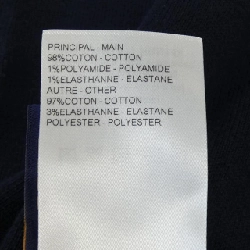 PRINCIPAL - MAIN
98%COTON - COTTON
1%POLYAMIDE - POLYAMIDE
1%ELASTHANNE - ELASTANE
AUTRE - OTHER
97%COTON - COTTON
3%ELASTHANNE - ELASTANE
POLYESTER - POLYESTER